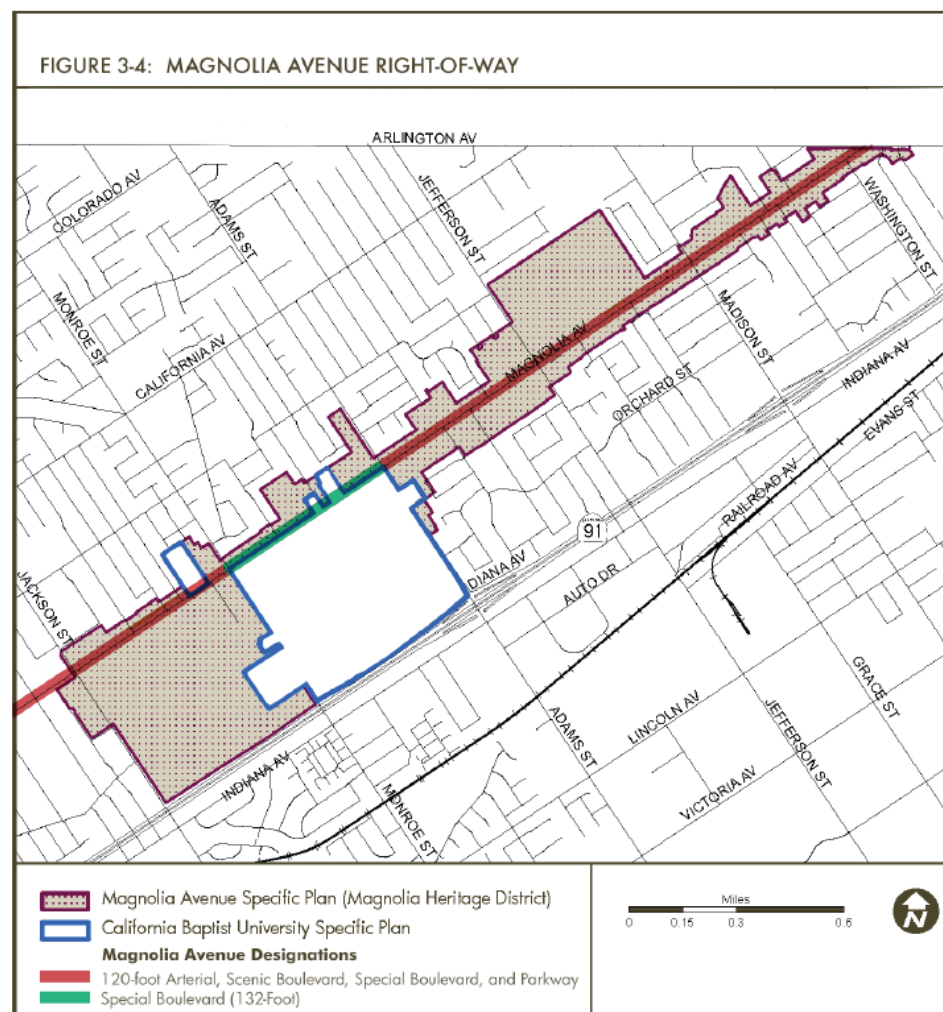 FIGURE 3-4: MAGNOLIA AVENUE RIGHT-OF-WAY
ARLINGTON AV
COLORADO AV
ADAMS ST
JEFFERSON ST
WASHINGTON ST
MONROE ST
CALIFORNIA AV
MAGNOLIA AV
MADISON ST
ORCHARD ST
INDIANA AV
EVANS ST
RAILROAD AV
91
DIANA AV
AUTO DR
JACKSON ST
GRACE ST
LINCOLN AV
ADAMS ST
JEFFERSON ST
INDIANA AV
VICTORIA AV
MONROE ST
Magnolia Avenue Specific Plan (Magnolia Heritage District)
California Baptist University Specific Plan
Magnolia Avenue Designations
120-foot Arterial, Scenic Boulevard, Special Boulevard, and Parkway
Special Boulevard (132-Foot)
Miles
0 0.15 0.3 0.6
N